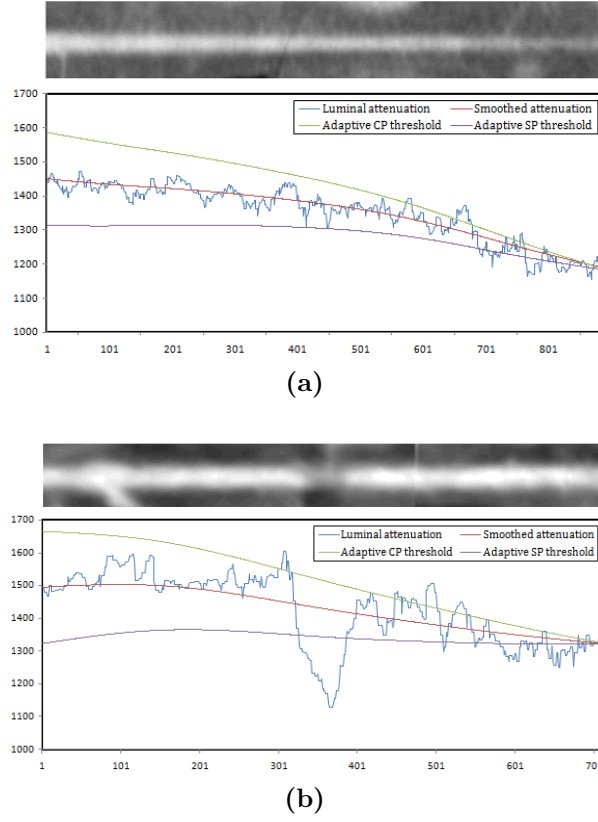 1700
1600
1500
1400
1300
1200
1100
1000
Luminal attenuation
Smoothed attenuation
Adaptive CP threshold
Adaptive SP threshold
1 101 201 301 401 501 601 701 801
(a)
1700
1600
1500
1400
1300
1200
1100
1000
Luminal attenuation
Smoothed attenuation
Adaptive CP threshold
Adaptive SP threshold
1 101 201 301 401 501 601
(b)